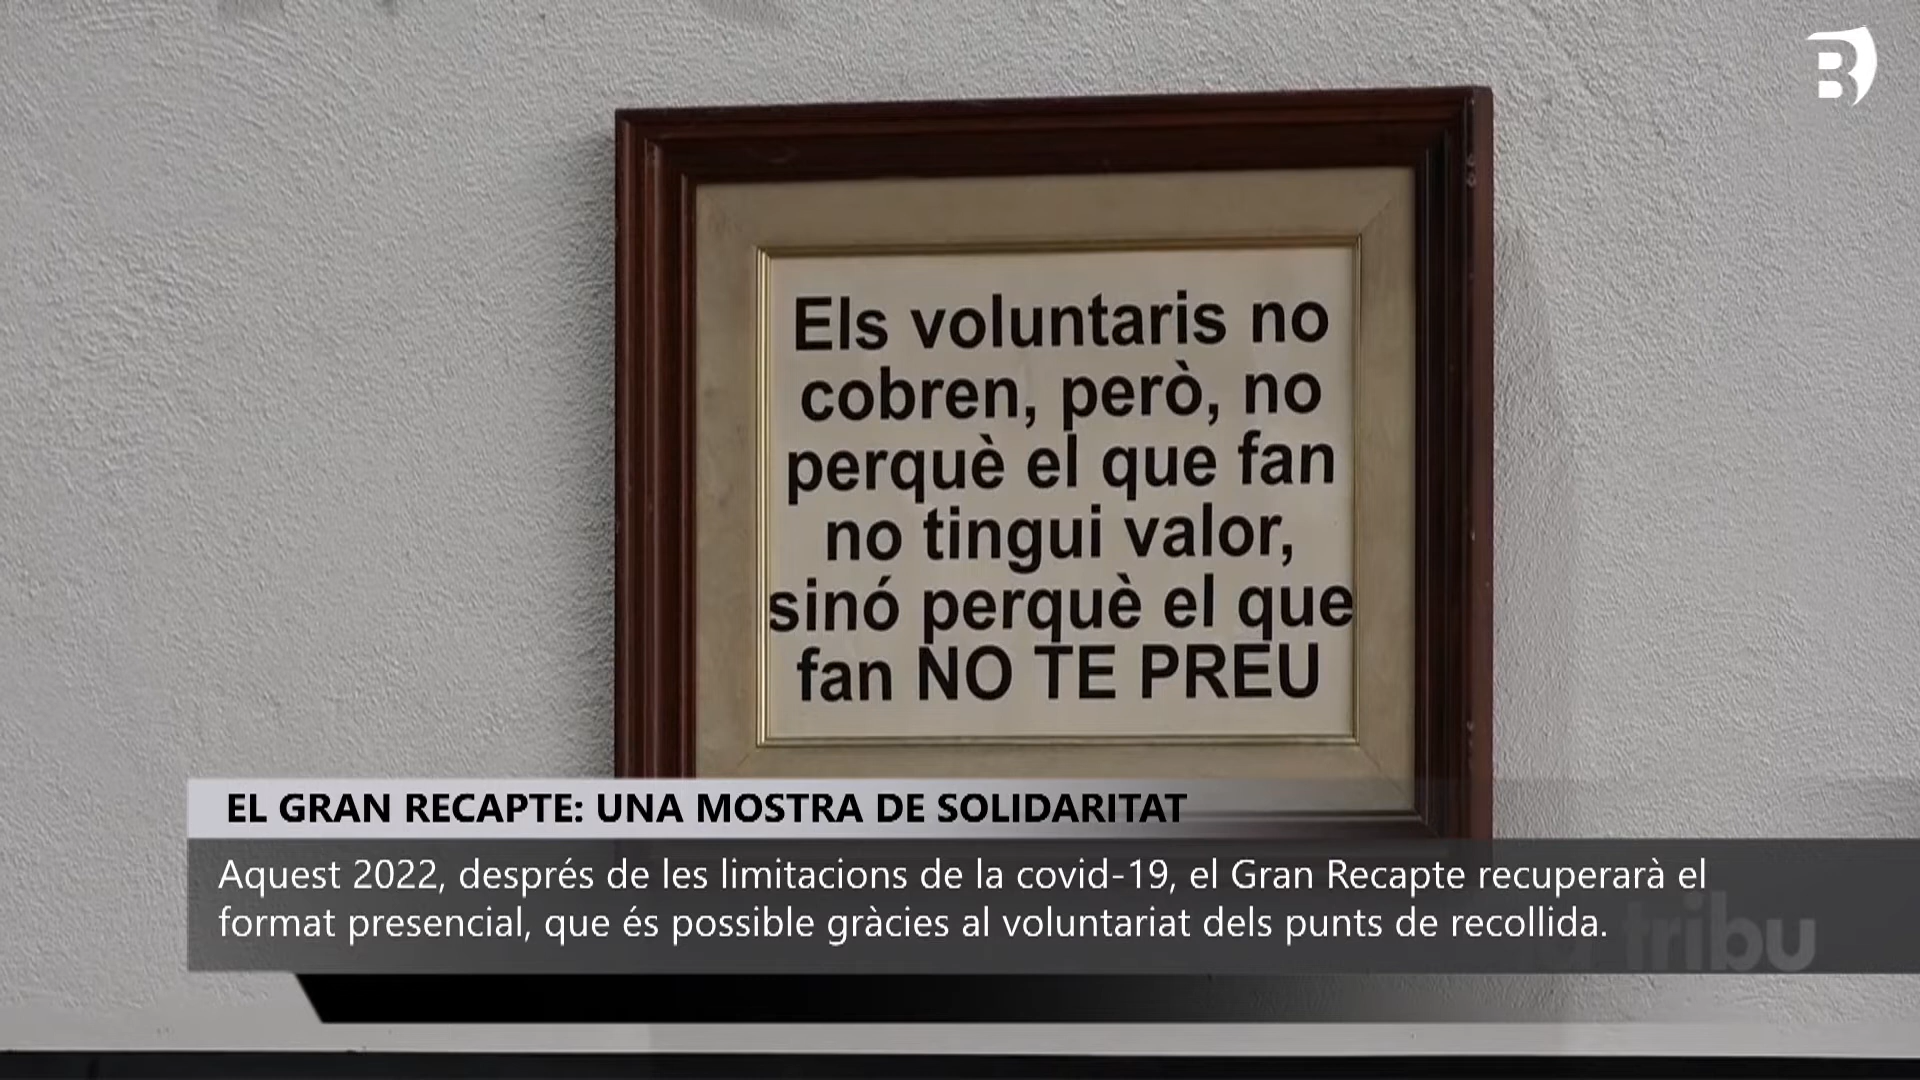 B
Els voluntaris no
cobren, però, no
perquè el que fan
no tingui valor,
sinó perquè el que
fan NO TE PREU
EL GRAN RECAPTE: UNA MOSTRA DE SOLIDARITAT
Aquest 2022, després de les limitacions de la covid-19, el Gran Recapte recuperarà el
format presencial, que és possible gràcies al voluntariat dels punts de recollida.
tribu